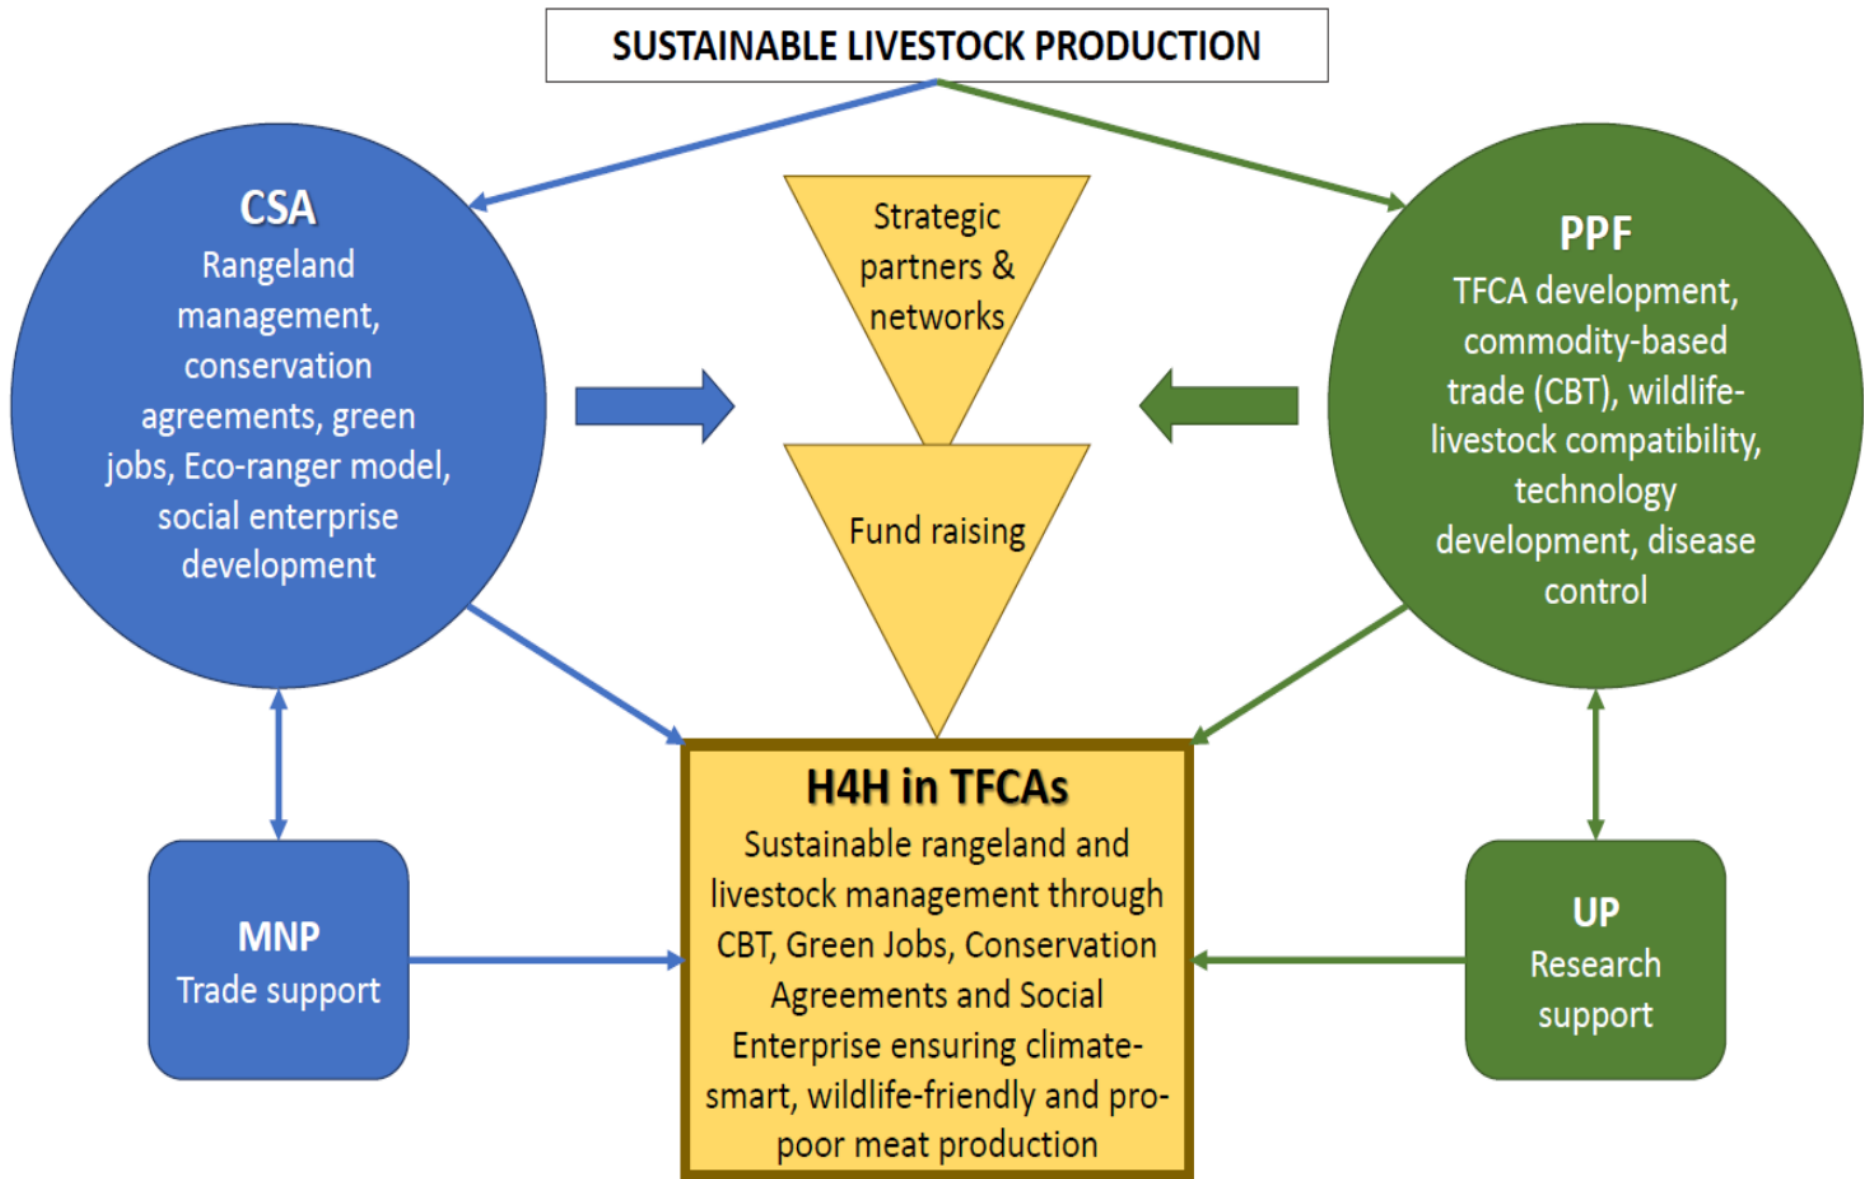 SUSTAINABLE LIVESTOCK PRODUCTION
CSA
Rangeland
management,
conservation
agreements, green
jobs, Eco-ranger model,
social enterprise
development
Strategic
partners &
networks
Fund raising
PPF
TFCA development,
commodity-based
trade (CBT), wildlife-
livestock compatibility,
technology
development, disease
control
MNP
Trade support
H4H in TFCAs
Sustainable rangeland and
livestock management through
CBT, Green Jobs, Conservation
Agreements and Social
Enterprise ensuring climate-
smart, wildlife-friendly and pro-
poor meat production
UP
Research
support